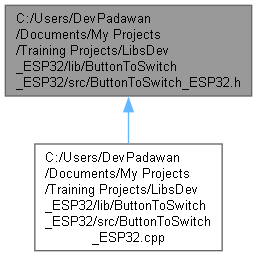 C:/Users/DevPadawan
/Documents/My Projects
/Training Projects/LibsDev
_ESP32/lib/ButtonToSwitch
_ESP32/src/ButtonToSwitch_ESP32.h
C:/Users/DevPadawan
/Documents/My Projects
/Training Projects/LibsDev
_ESP32/lib/ButtonToSwitch
_ESP32/src/ButtonToSwitch
_ESP32.cpp